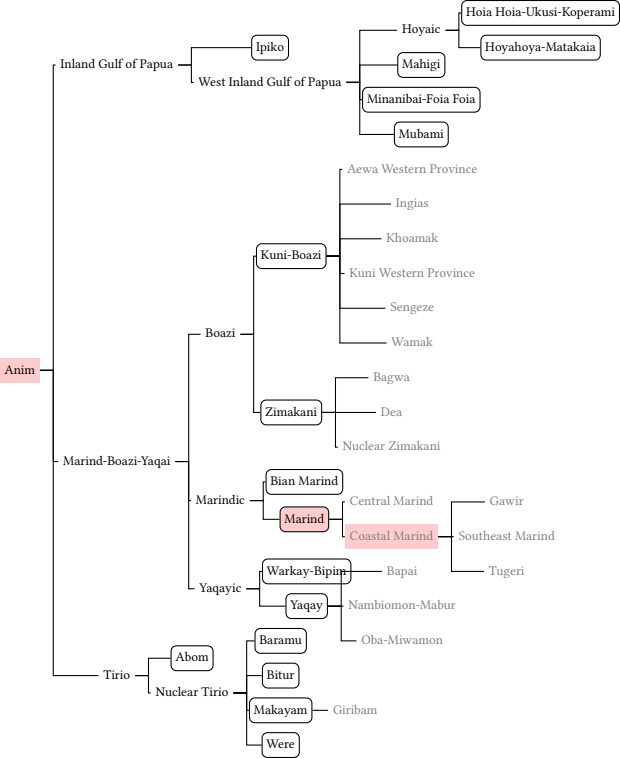 Hoia Hoia-Ukusi-Koperami
Hoyaic
Ipiko
Hoyahoya-Matakaia
Inland Gulf of Papua
Mahigi
West Inland Gulf of Papua
Minanibai-Foia Foia
Mubami
Aewa Western Province
Ingias
Khoamak
Kuni-Boazi
Kuni Western Province
Sengeze
Boazi
Wamak
Anim
Bagwa
Zimakani
Dea
Nuclear Zimakani
Marind-Boazi-Yaqai
Bian Marind
Marindic
Central Marind
Gawir
Marind
Coastal Marind
Southeast Marind
Warkay-Bipim
Bapai
Tugeri
Yaqayic
Yaqay
Nambiomon-Mabur
Baramu
Oba-Miwamon
Abom
Tirio
Bitur
Nuclear Tirio
Makayam
Giribam
Were